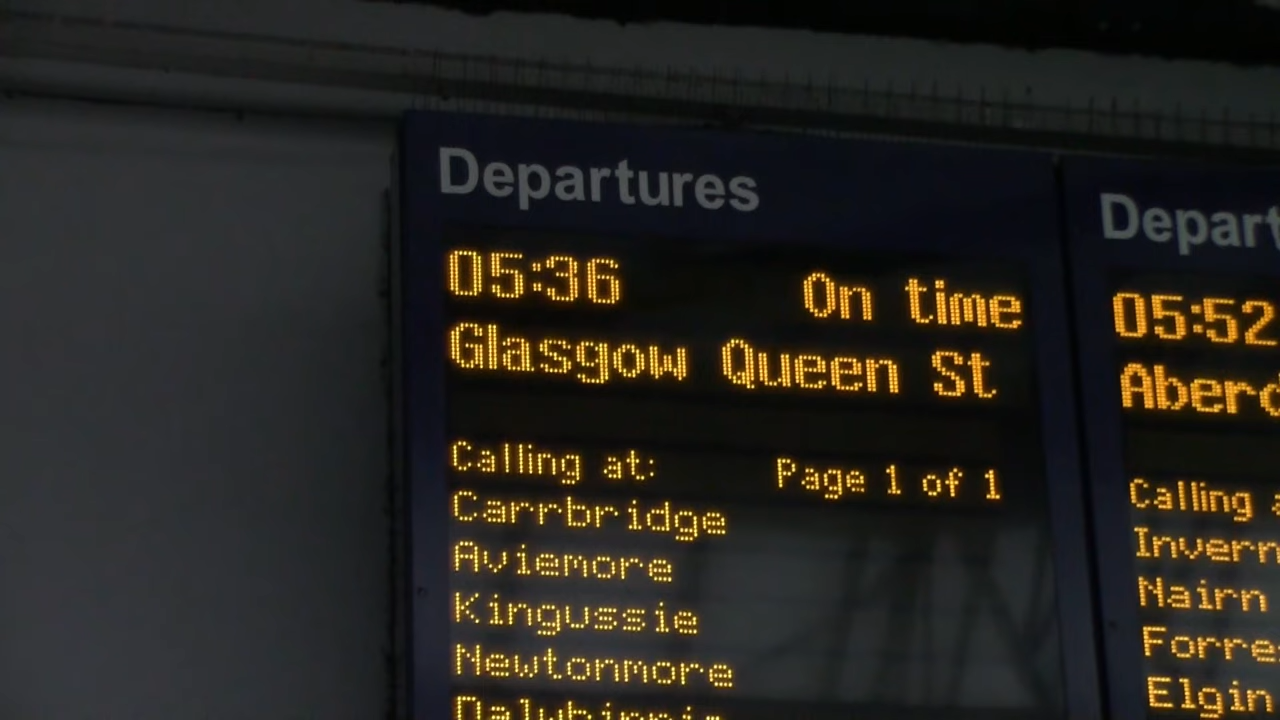 Departures
05:36 On time
Glasgow Queen St
Calling at: Page 1 of 1
Carrbridge
Aviemore
Kingussie
Newtonmore
05:52
Calling
Nairn
Elgin